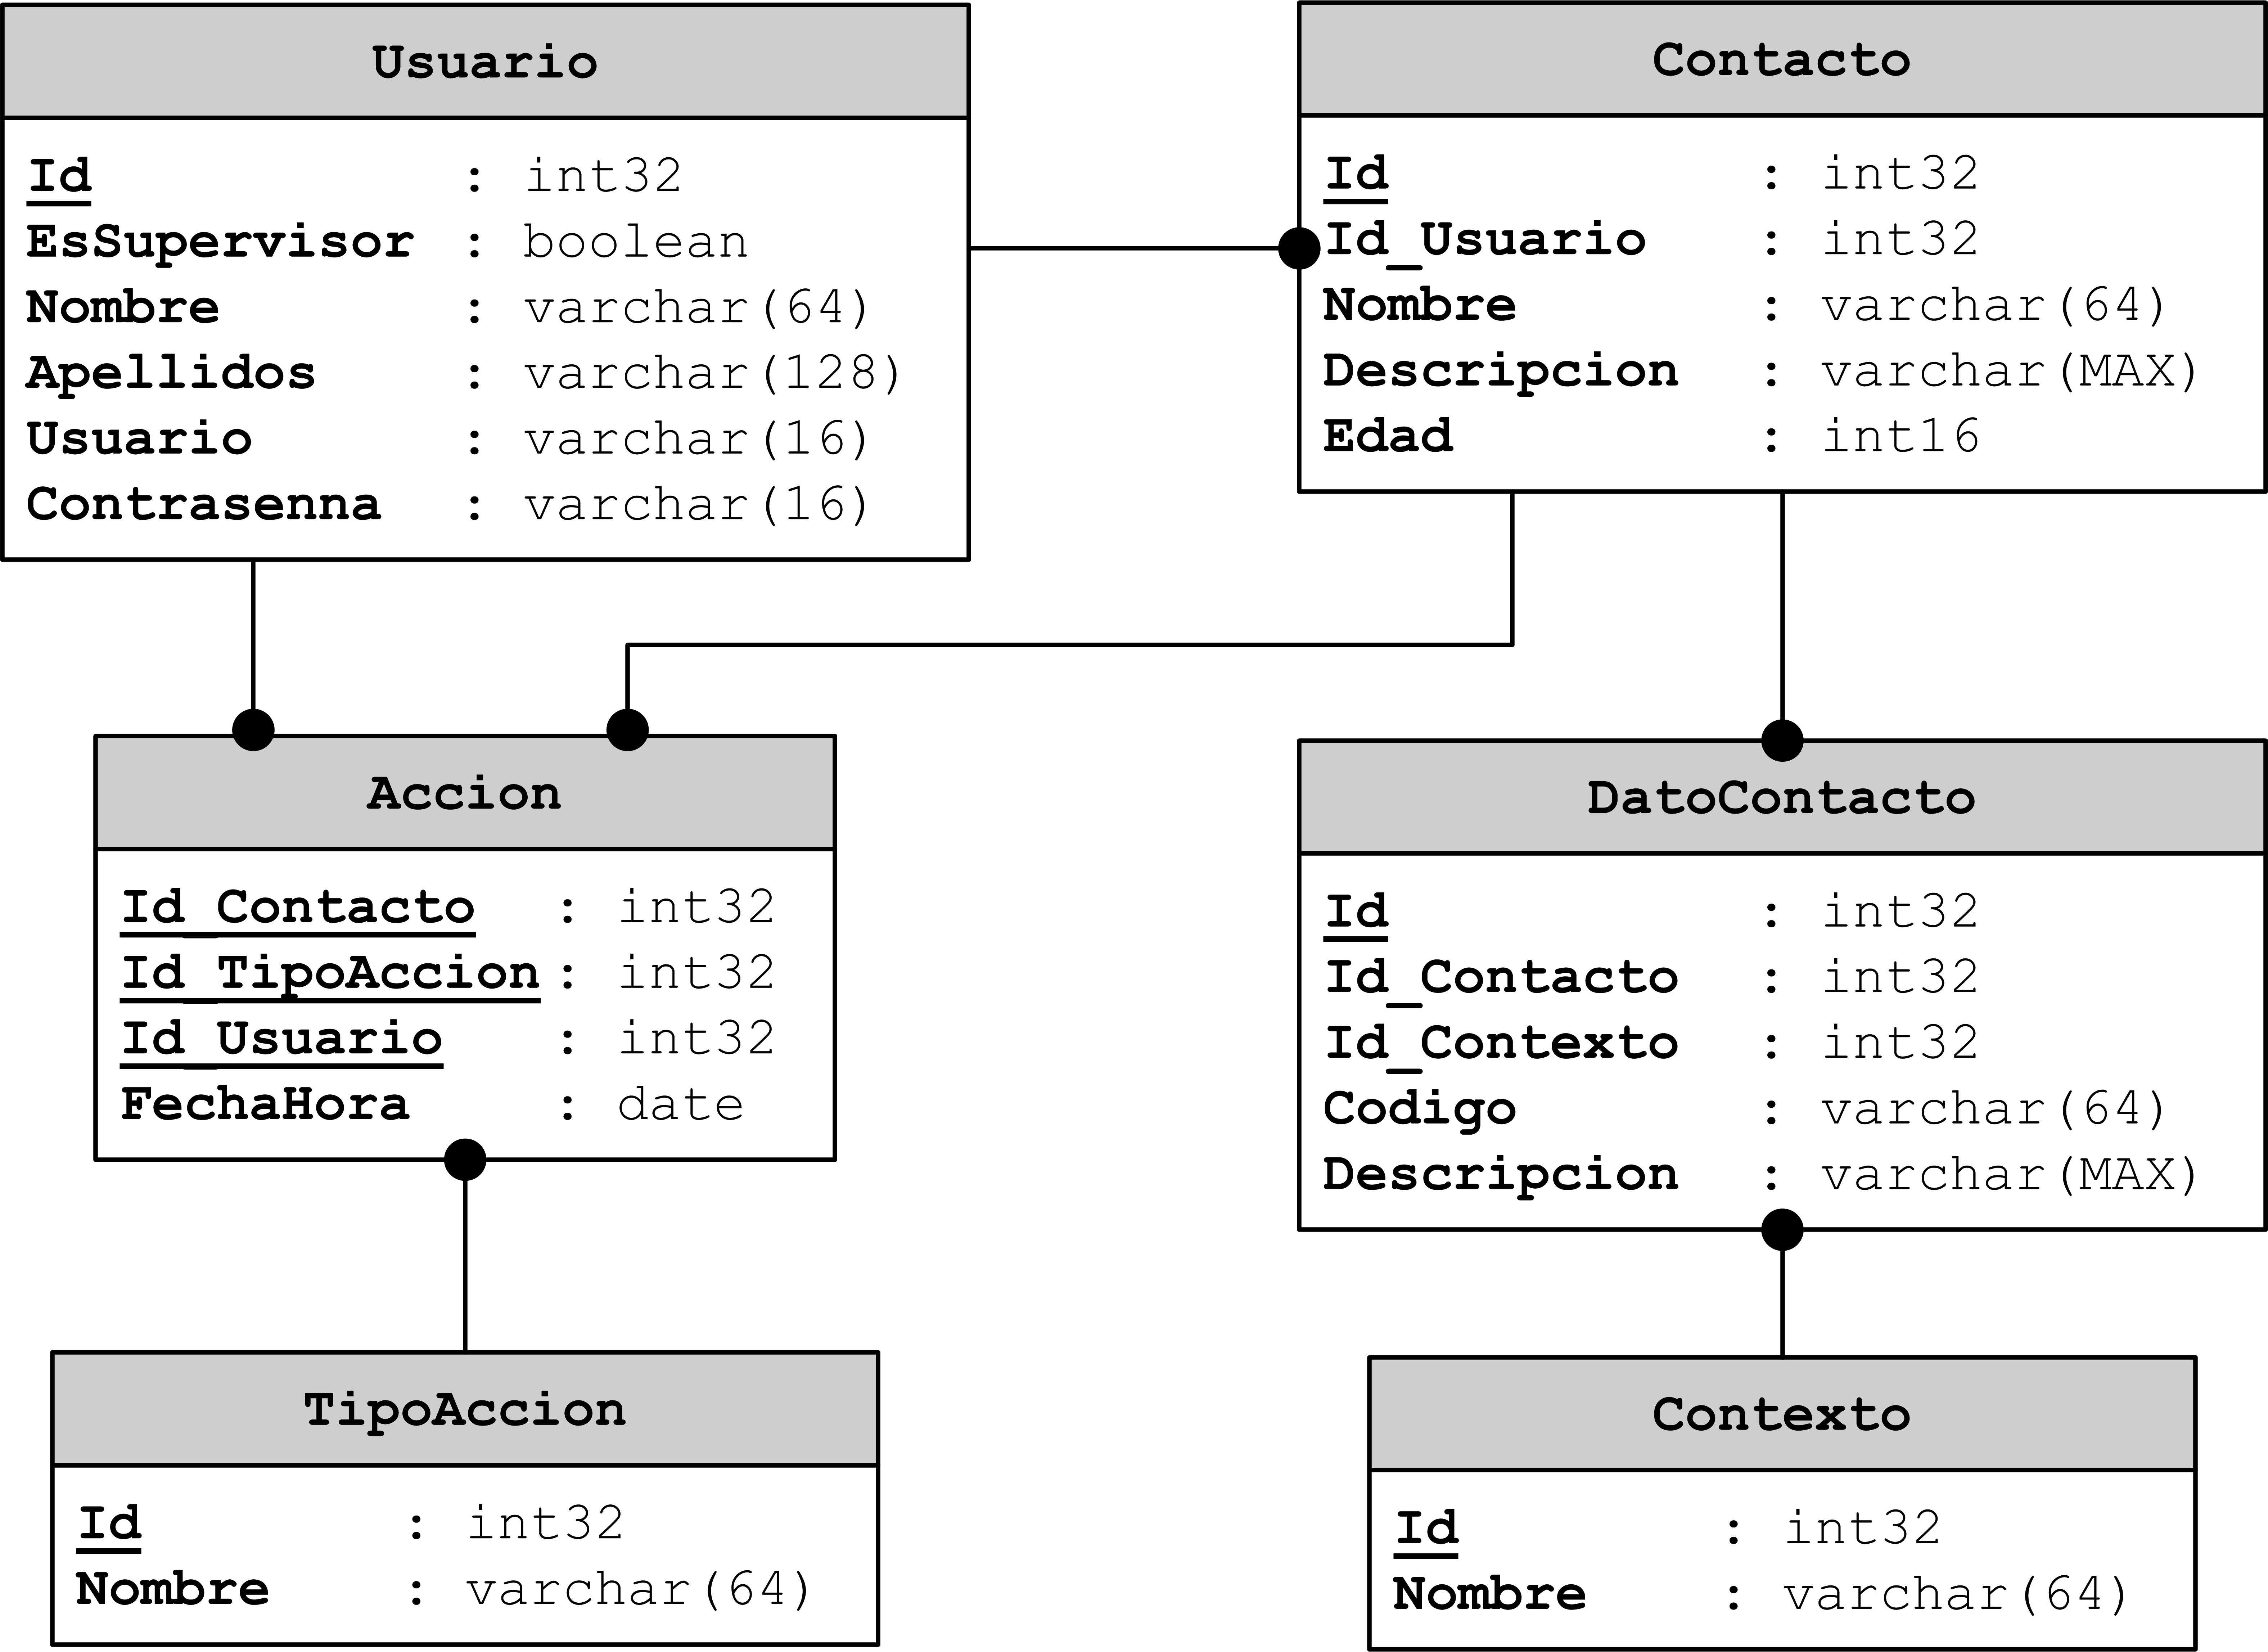 Usuario
Id : int32
EsSupervisor : boolean
Nombre : varchar(64)
Apellidos : varchar(128)
Usuario : varchar(16)
Contrasenna : varchar(16)
Contacto
Id : int32
Id_Usuario : int32
Nombre : varchar(64)
Descripcion : varchar(MAX)
Edad : int16
Accion
Id_Contacto : int32
Id_TipoAccion : int32
Id_Usuario : int32
FechaHora : date
DatoContacto
Id : int32
Id_Contacto : int32
Id_Contexto : int32
Codigo : varchar(64)
Descripcion : varchar(MAX)
TipoAccion
Id : int32
Nombre : varchar(64)
Contexto
Id : int32
Nombre : varchar(64)